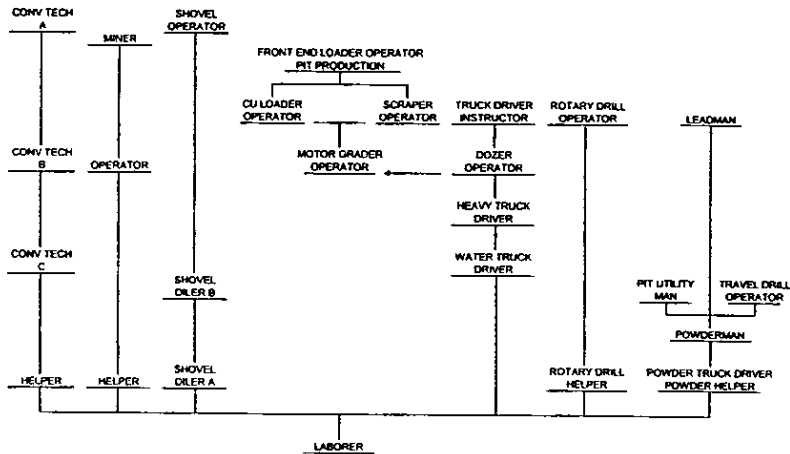 CONV TECH
A
MINER
SHOVEL
OPERATOR
FRONT END LOADER OPERATOR
PIT PRODUCTION
CU LOADER
OPERATOR
SCRAPER
OPERATOR
TRUCK DRIVER
INSTRUCTOR
ROTARY DRILL
OPERATOR
LEADMAN
CONV TECH
B
OPERATOR
MOTOR GRADER
OPERATOR
DOZER
OPERATOR
HEAVY TRUCK
DRIVER
CONV TECH
C
WATER TRUCK
DRIVER
SHOVEL
DILER B
PIT UTILITY
MAN
TRAVEL DRILL
OPERATOR
POWDERMAN
HELPER
HELPER
SHOVEL
DILER A
ROTARY DRILL
HELPER
POWDER TRUCK DRIVER
POWDER HELPER
LABORER